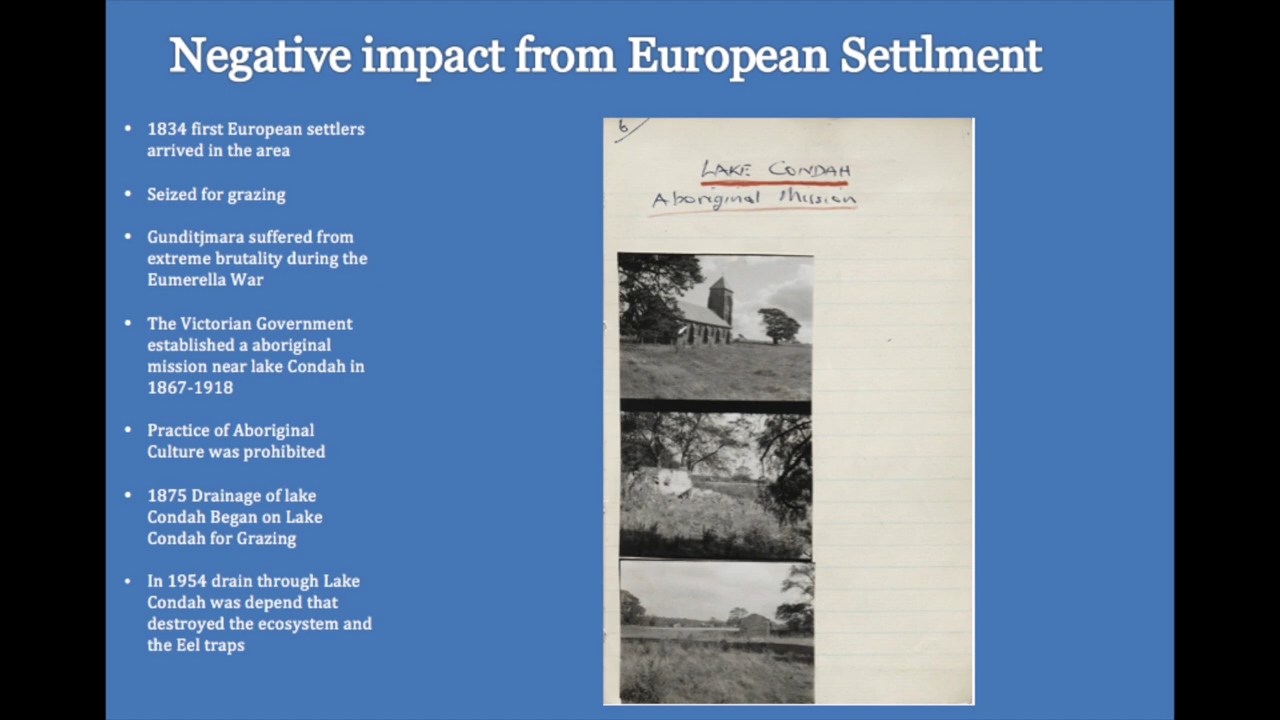 Negative impact from European Settlment
• 1834 first European settlers
arrived in the area
• Seized for grazing
• Gunditjmara suffered from
extreme brutality during the
Eumerella War
• The Victorian Government
established a aboriginal
mission near lake Condah in
1867-1918
• Practice of Aboriginal
Culture was prohibited
• 1875 Drainage of lake
Condah Began on Lake
Condah for Grazing
• In 1954 drain through Lake
Condah was depend that
destroyed the ecosystem and
the Eel traps
6
LAKE CONDAH
Aboriginal Mission